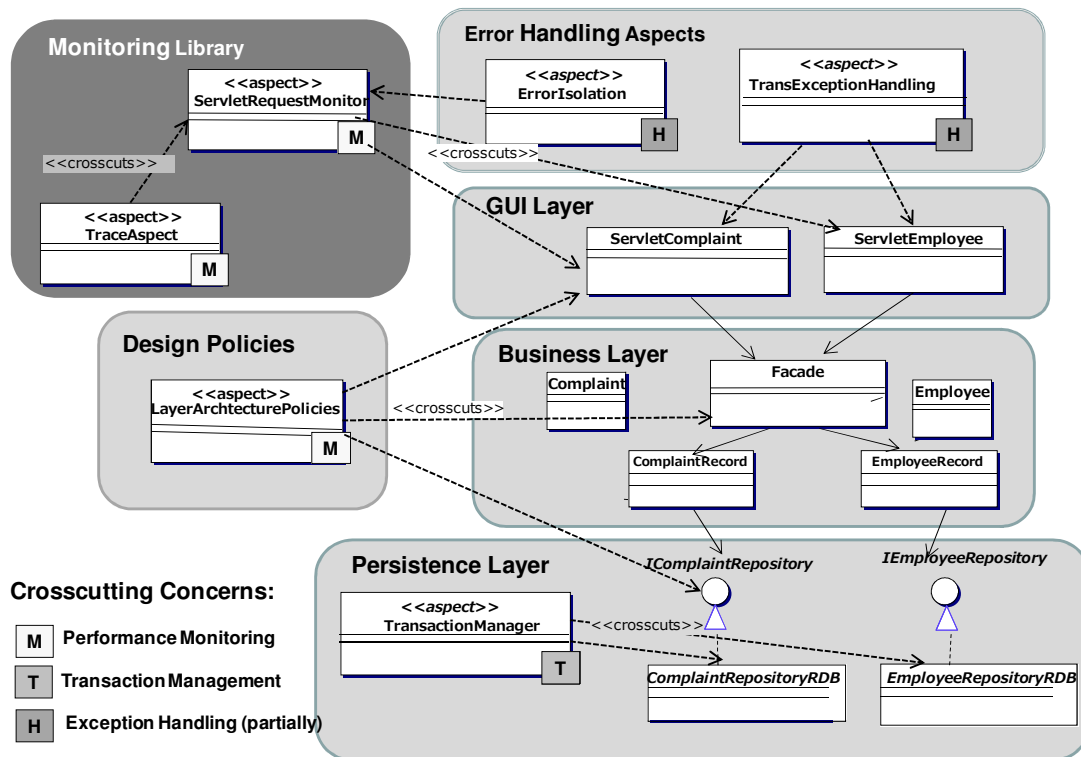 Monitoring Library
<<aspect>>
ServletRequestMonitor
M
<<crosscuts>>
<<aspect>>
TraceAspect
M
Error Handling Aspects
<<aspect>>
ErrorIsolation
H
<<aspect>>
TransExceptionHandling
H
<<crosscuts>>
GUI Layer
ServletComplaint
ServletEmployee
Design Policies
<<aspect>>
LayerArchtecturePolicies
M
<<crosscuts>>
Business Layer
Complaint
Facade
Employee
ComplaintRecord
EmployeeRecord
Persistence Layer
IComplaintRepository
IEmployeeRepository
<<aspect>>
TransactionManager
T
<<crosscuts>>
ComplaintRepositoryRDB
EmployeeRepositoryRDB
Crosscutting Concerns:
M Performance Monitoring
T Transaction Management
H Exception Handling (partially)